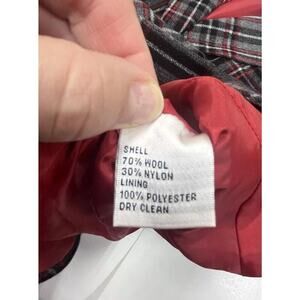 SHELL
70% WOOL
30% NYLON
LINING
100% POLYESTER
DRY CLEAN